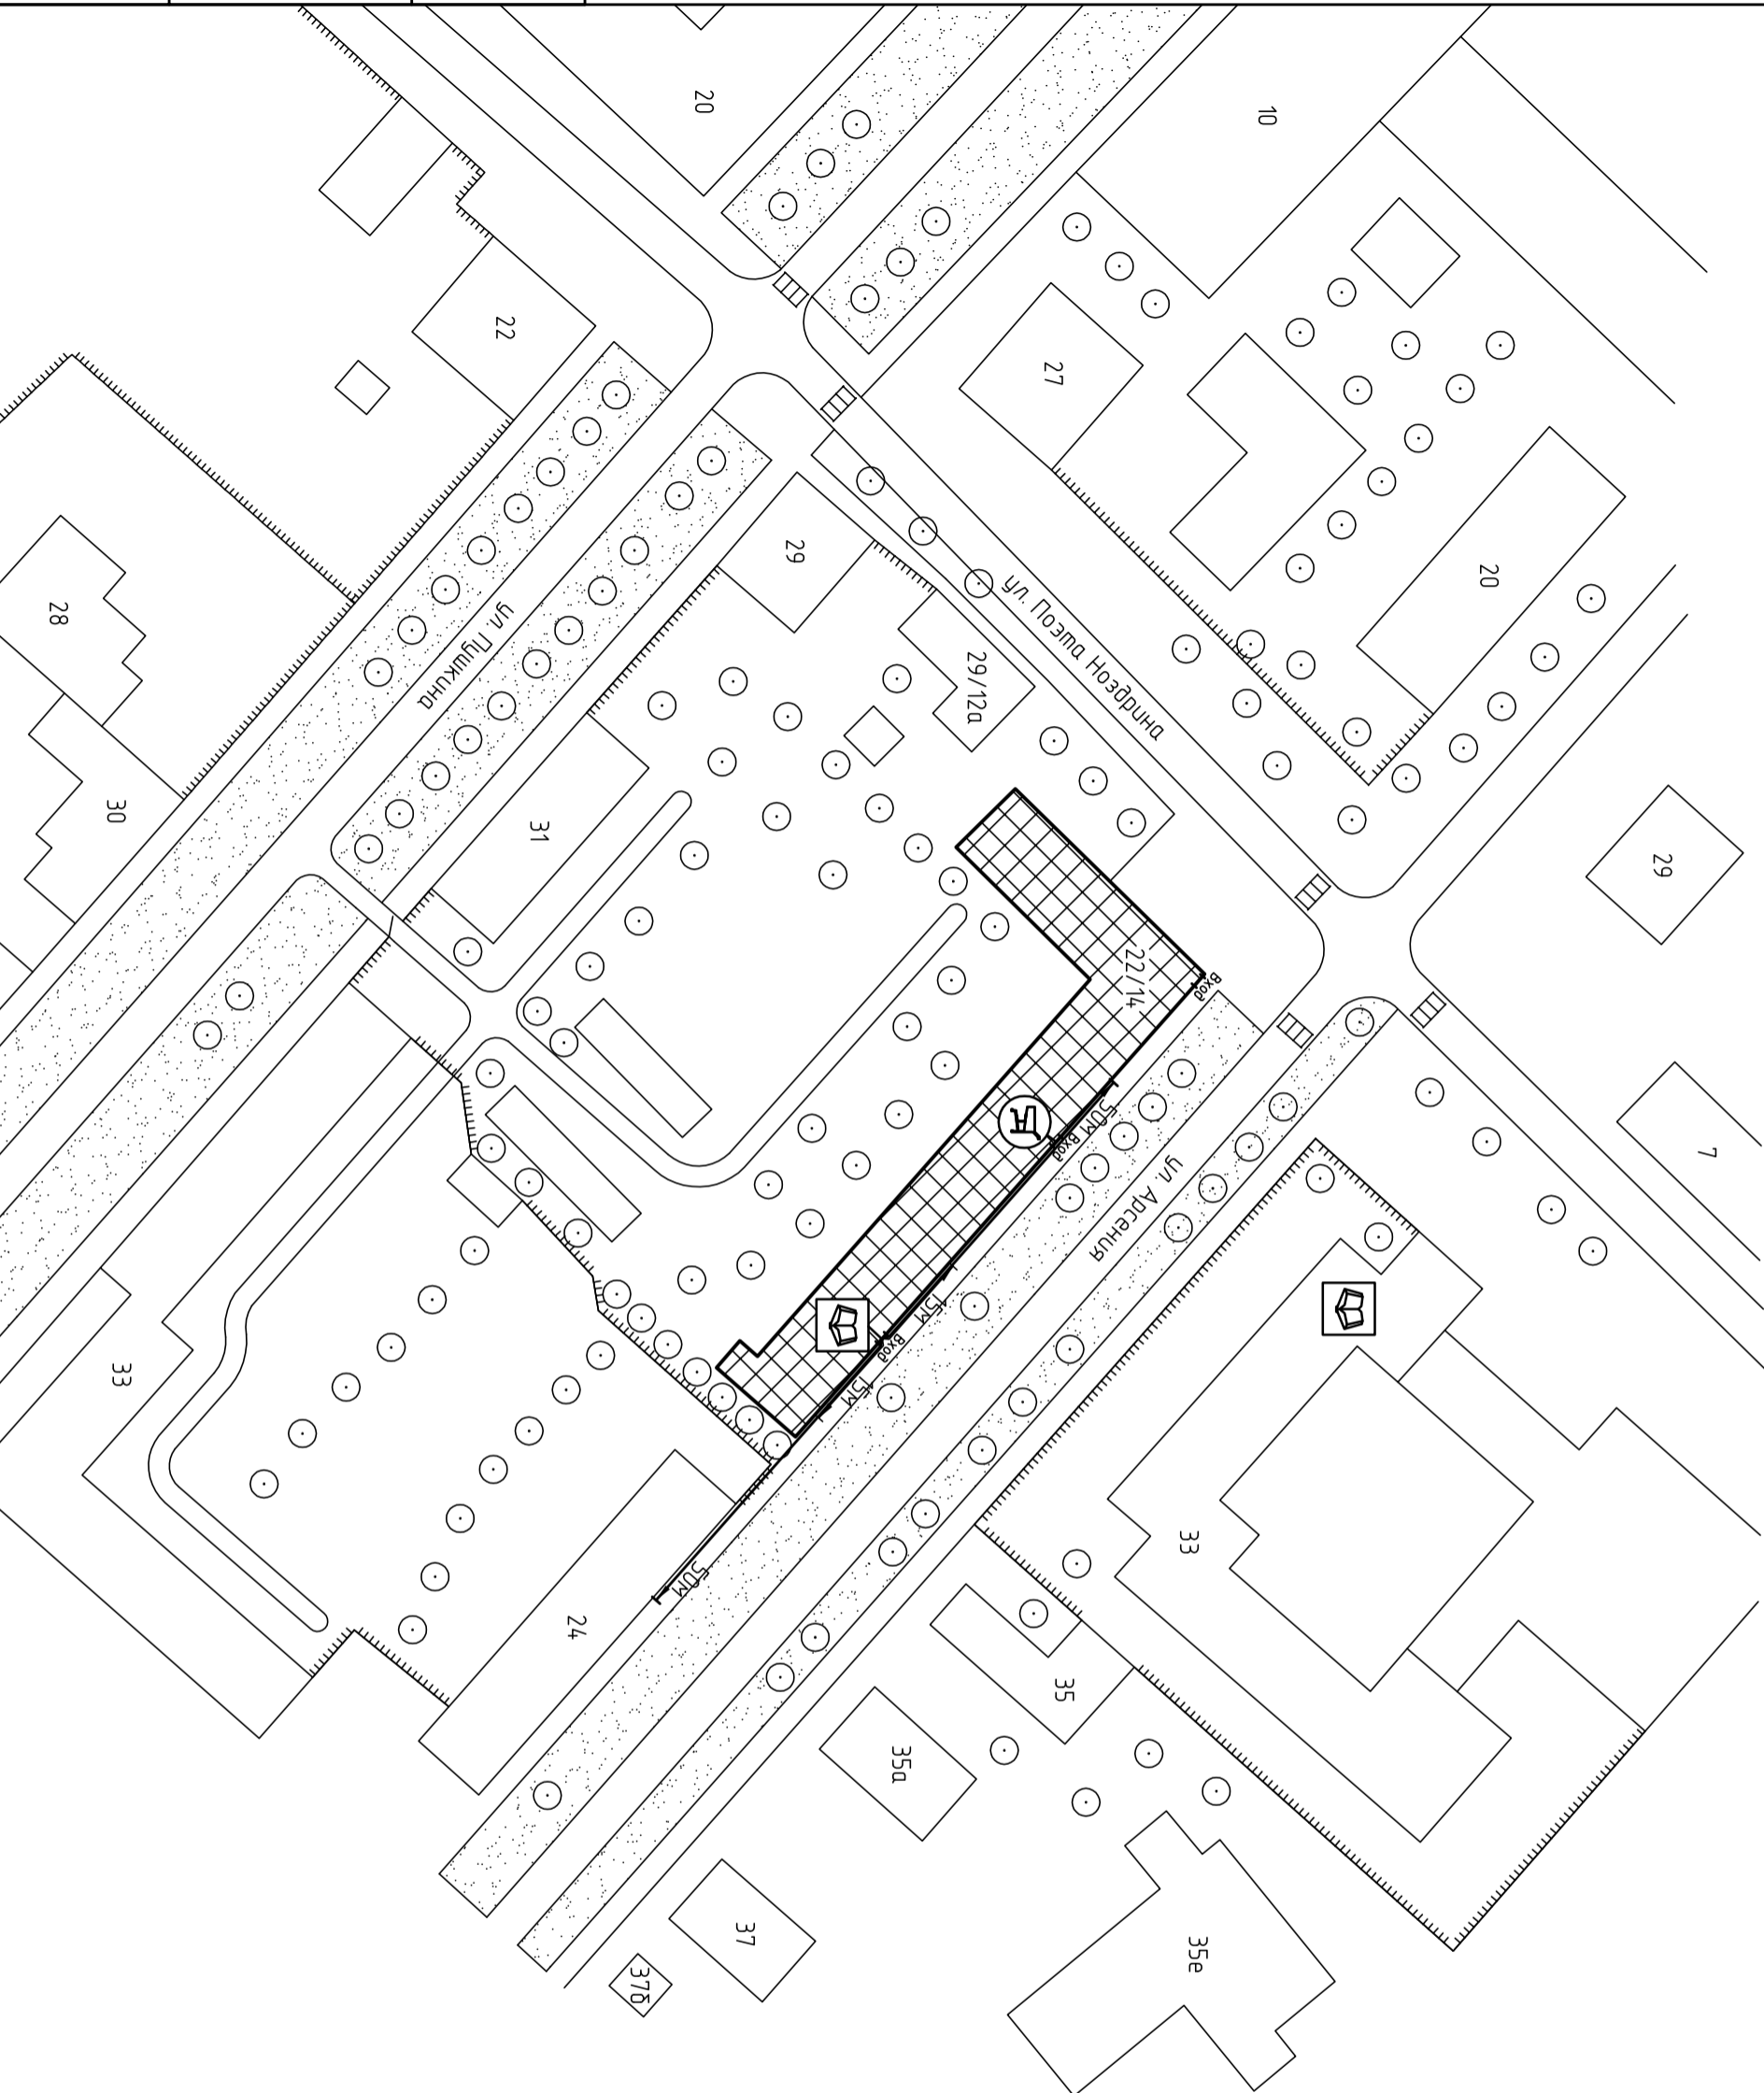 20
10
22
27
20
29
28
ул. Поэта Ноздрина
ул. Пушкина
29/12а
30
31
29
22/14
Вход
7
50м
Вход
ул. Арсения
15м
Вход
15м
33
33
50м
24
35
35а
37
35е
37б